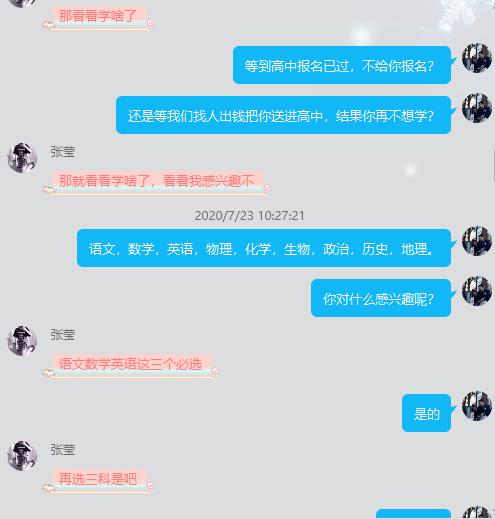 那看看学啥了
等到高中报名已过，不给你报名？
还是等我们找人出钱把你送进高中，结果你再不想学？
张莹
那就看看学啥了，看看我感兴趣不
2020/7/23 10:27:21
语文，数学，英语，物理，化学，生物，政治，历史，地理。
你对什么感兴趣呢？
张莹
语文数学英语这三个必选
是的
张莹
再选三科是吧